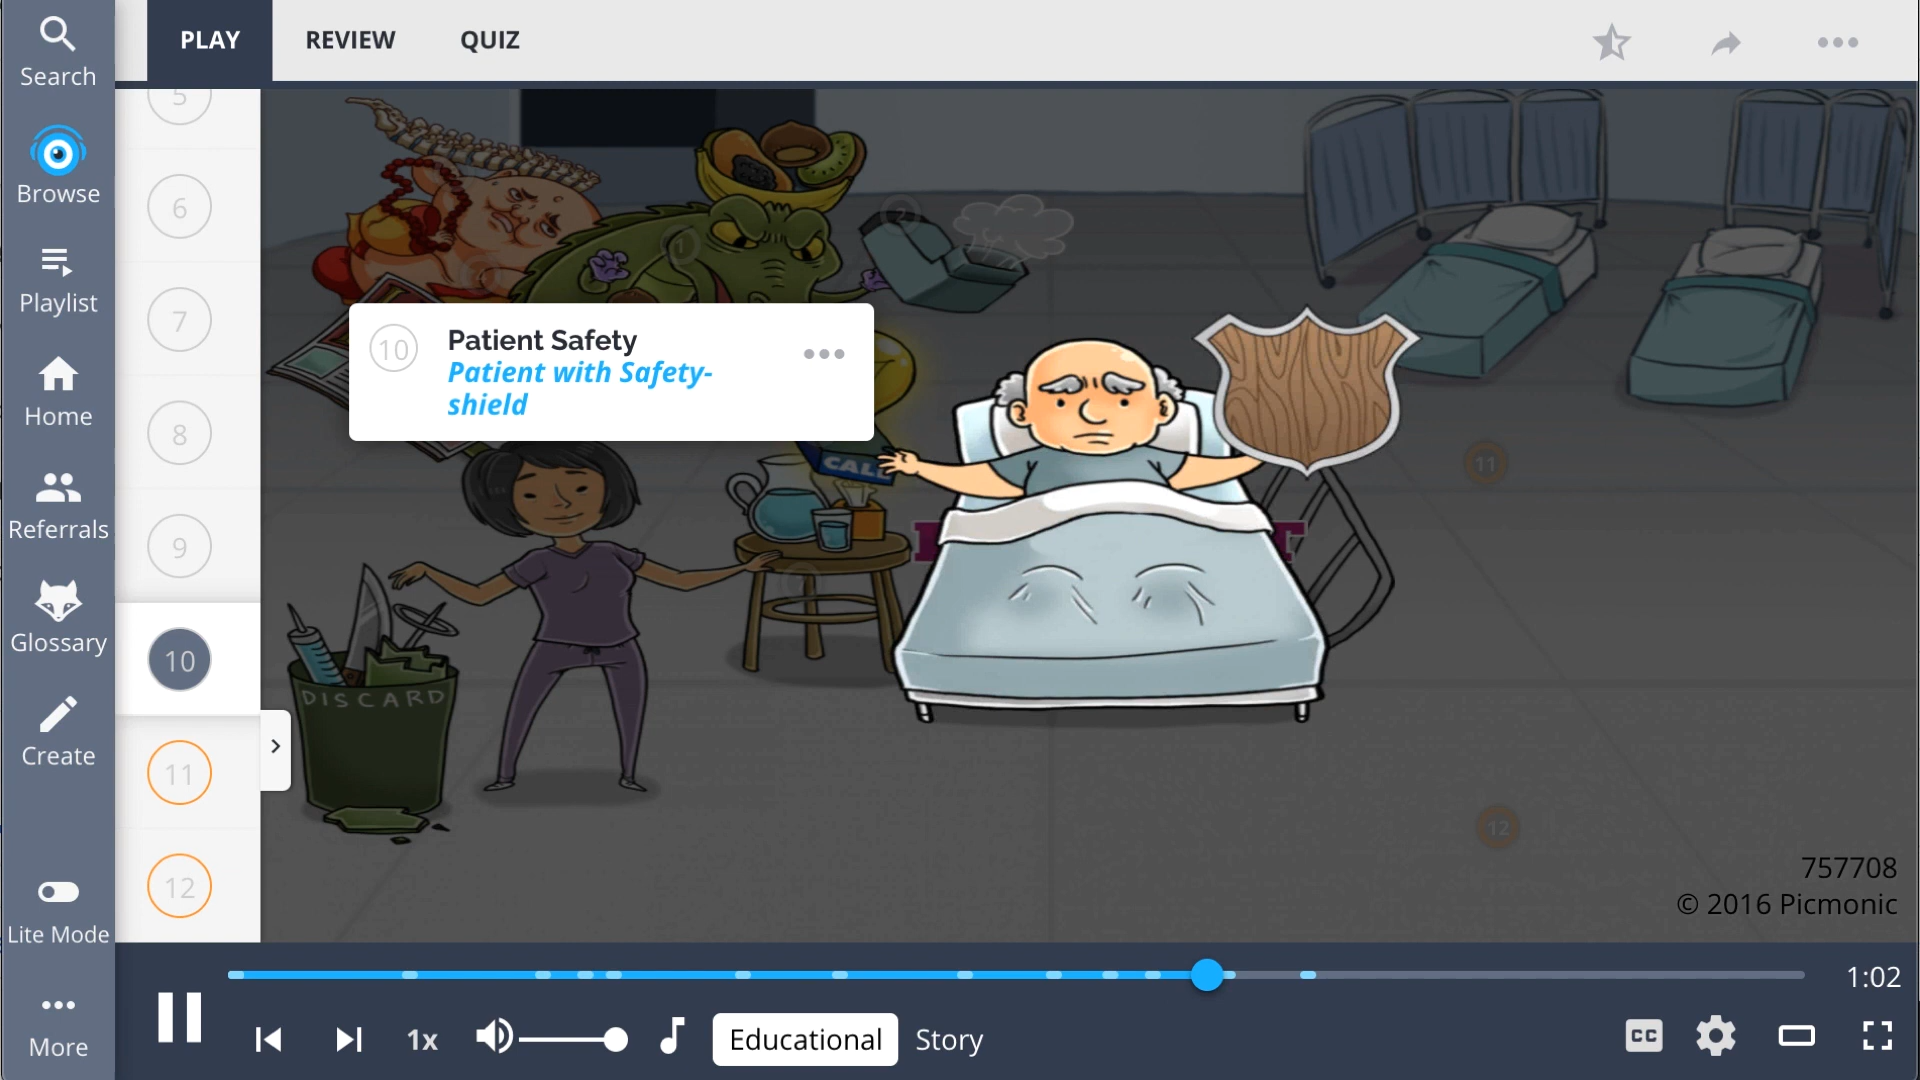 PLAY
REVIEW
QUIZ
Search
Browse
Playlist
Home
Referrals
Glossary
Create
Lite Mode
More
5
6
7
8
9
10
11
12
1
2
10
Patient Safety
Patient with Safety-
shield
CALL
11
12
DISCARD
757708
© 2016 Picmonic
1:02
1x
Educational
Story
CC